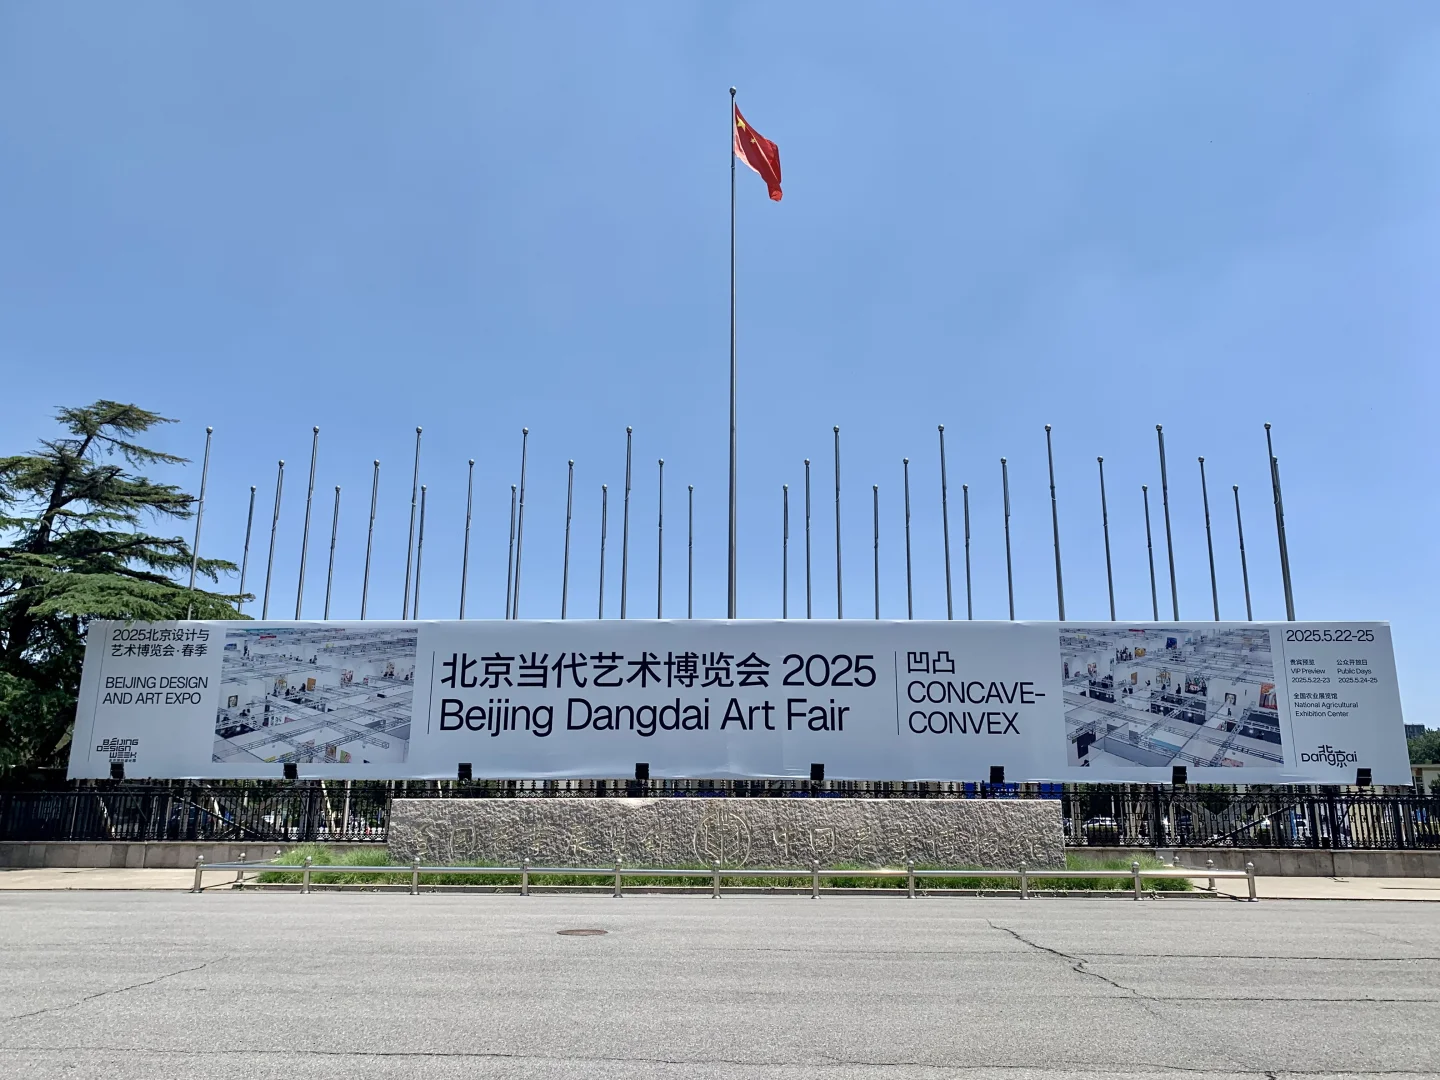 2025北京设计与
艺术博览会·春季
BEIJING DESIGN
AND ART EXPO
BEIJING
DESIGN
WEEK
北京当代艺术博览会 2025
Beijing Dangdai Art Fair
凹凸
CONCAVE-
CONVEX
2025.5.22-25
贵宾预览
VIP Preview
2025.5.22-23
公众开放日
Public Days
2025.5.24-25
全国农业展览馆
National Agricultural
Exhibition Center
北京
Dangdai